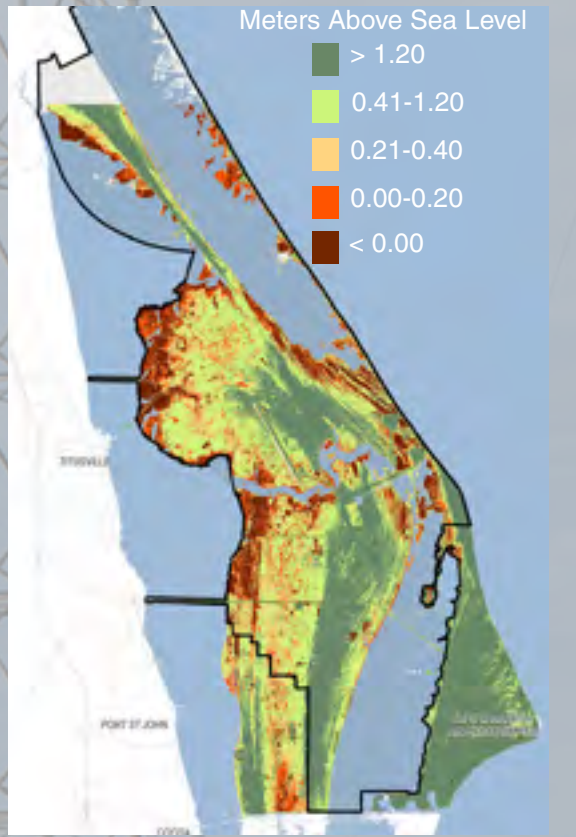 Meters Above Sea Level
> 1.20
0.41-1.20
0.21-0.40
0.00-0.20
< 0.00
TITUSVILLE
PORT ST JOHN
COCOA